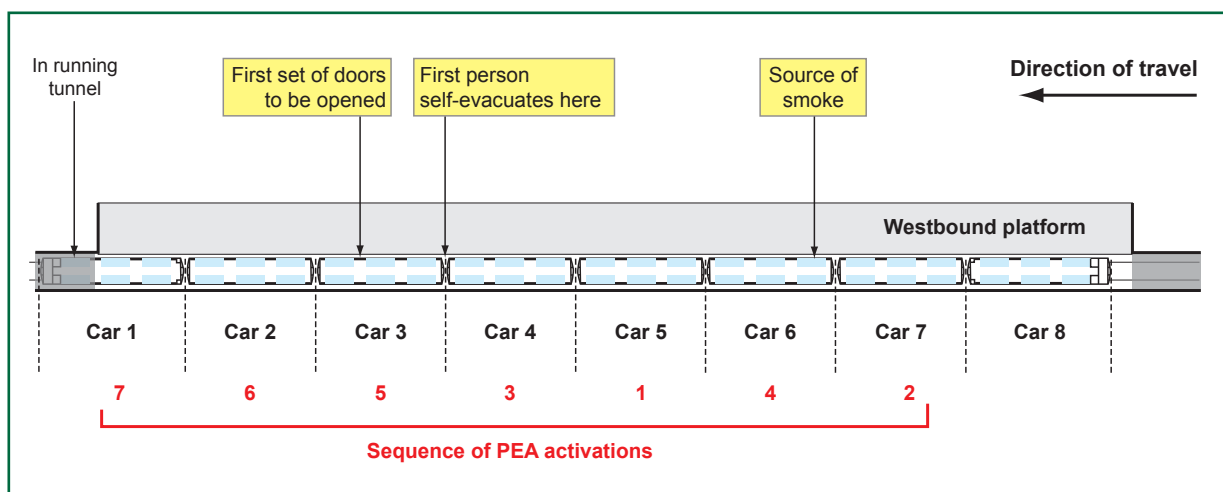 In running
tunnel
First set of doors
to be opened
First person
self-evacuates here
Source of
smoke
Direction of travel
Westbound platform
Car 1
Car 2
Car 3
Car 4
Car 5
Car 6
Car 7
Car 8
7
6
5
3
1
4
2
Sequence of PEA activations